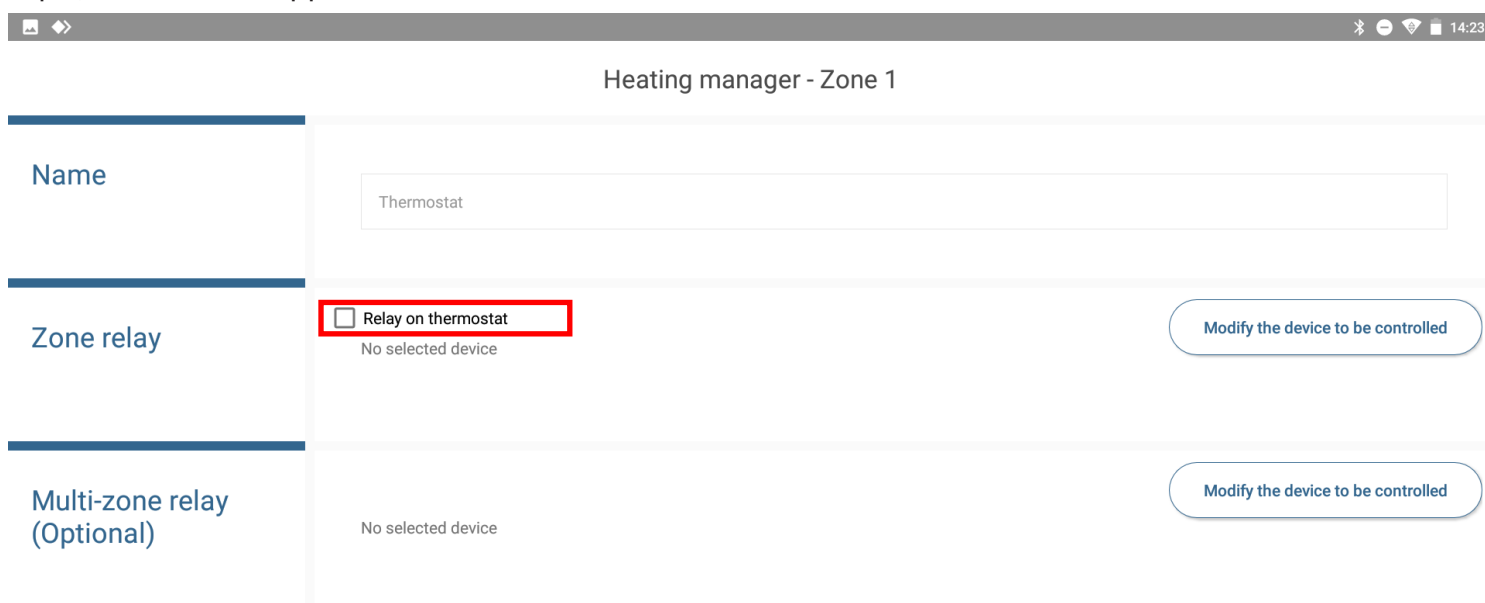 14:23
Heating manager - Zone 1
Name
Thermostat
Zone relay
Relay on thermostat
No selected device
Modify the device to be controlled
Multi-zone relay
(Optional)
No selected device
Modify the device to be controlled